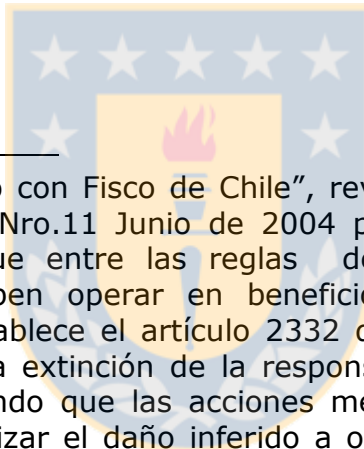 con Fisco de Chile”, rev
Nro.11 Junio de 2004 p
ue entre las reglas de
ben operar en beneficio
ablece el artículo 2332 d
a extinción de la respons
ndo que las acciones me
izar el daño inferido a o